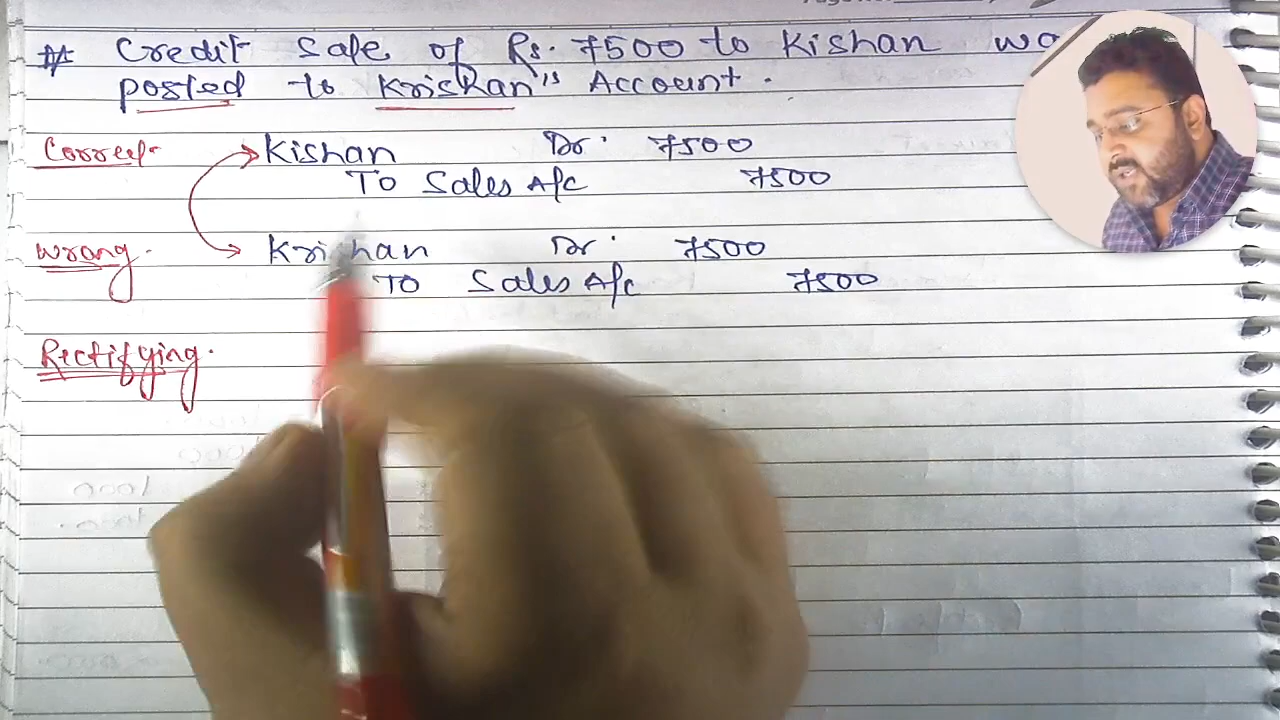 # Credit Sale of Rs. 7500 to Kishan wa
posted to Krishan's Account.
Correct Kishan Dr. 7500
To Sales A/c 7500
Wrong. Krishan Dr. 7500
To Sales A/c 7500
Rectifying.